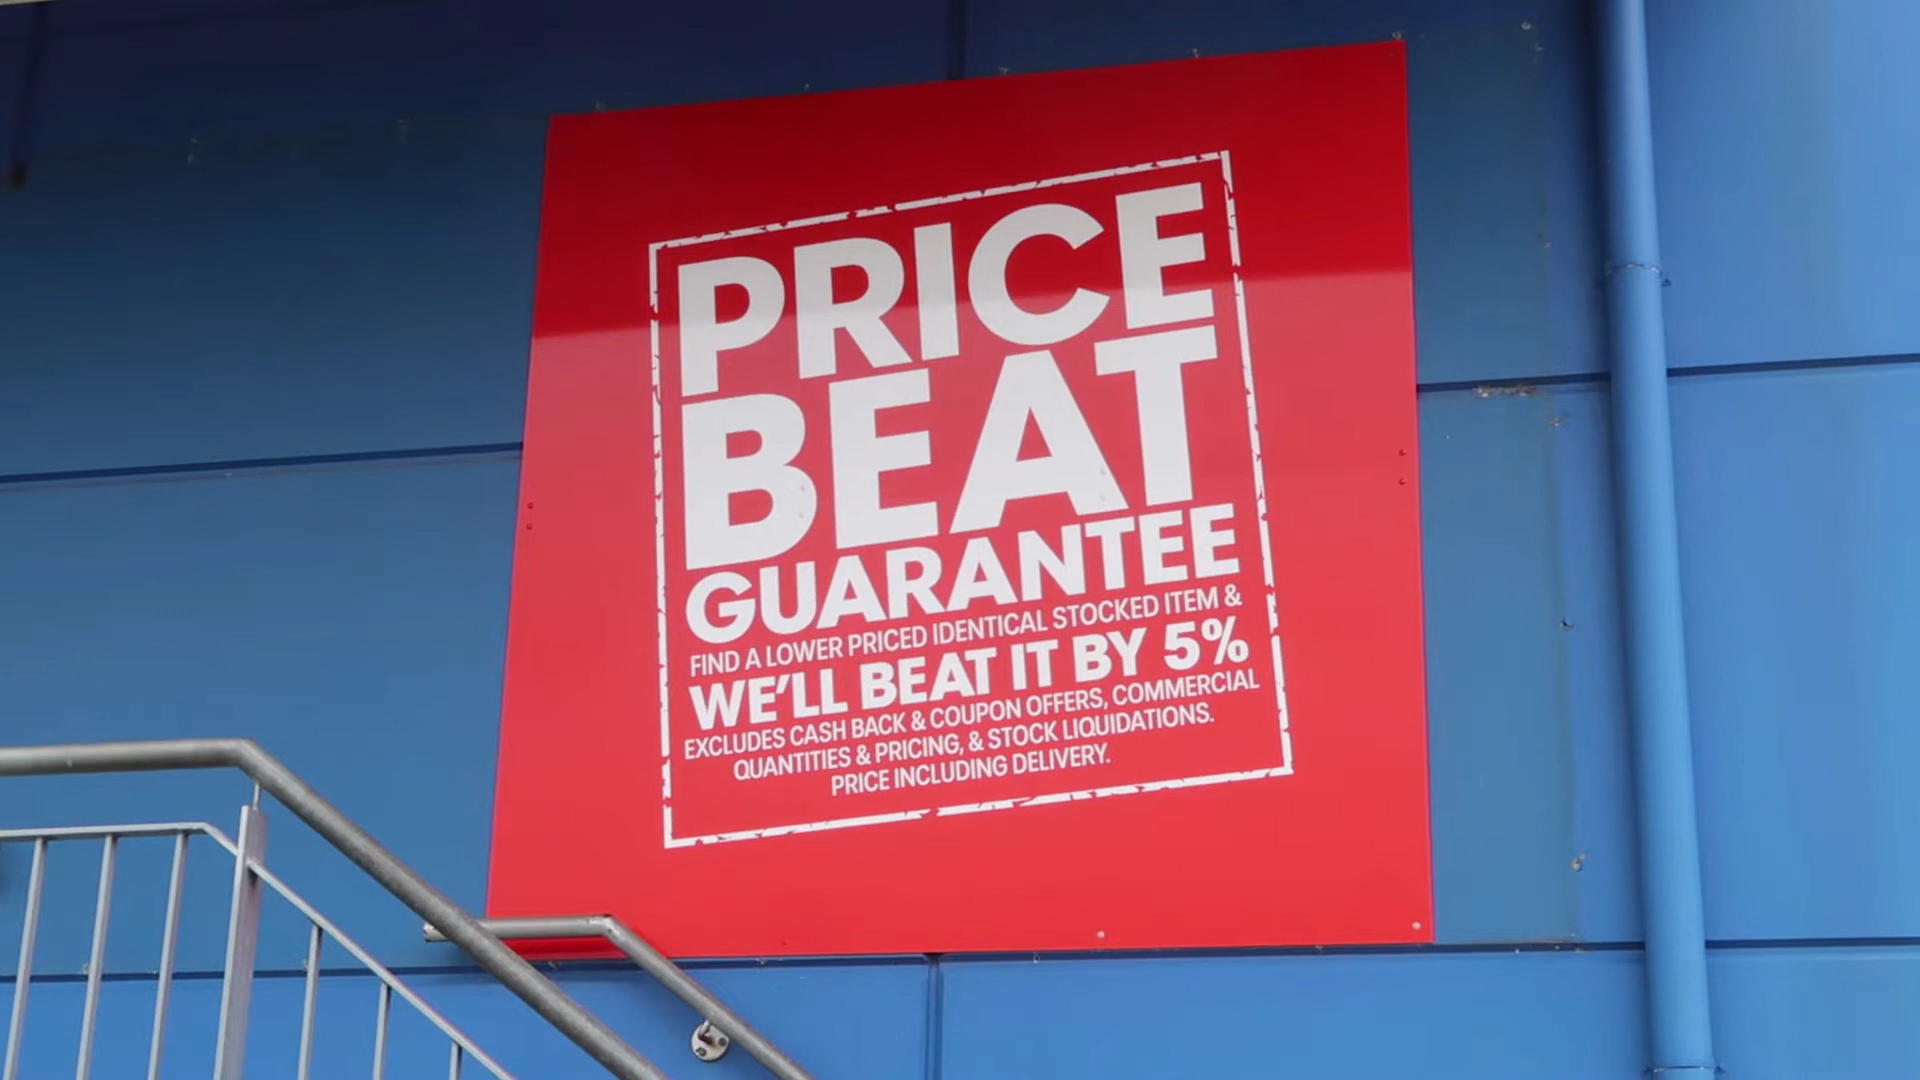 PRICE
BEAT
GUARANTEE
FIND A LOWER PRICED IDENTICAL STOCKED ITEM &
WE'LL BEAT IT BY 5%
EXCLUDES CASH BACK & COUPON OFFERS, COMMERCIAL
QUANTITIES & PRICING, & STOCK LIQUIDATIONS.
PRICE INCLUDING DELIVERY.